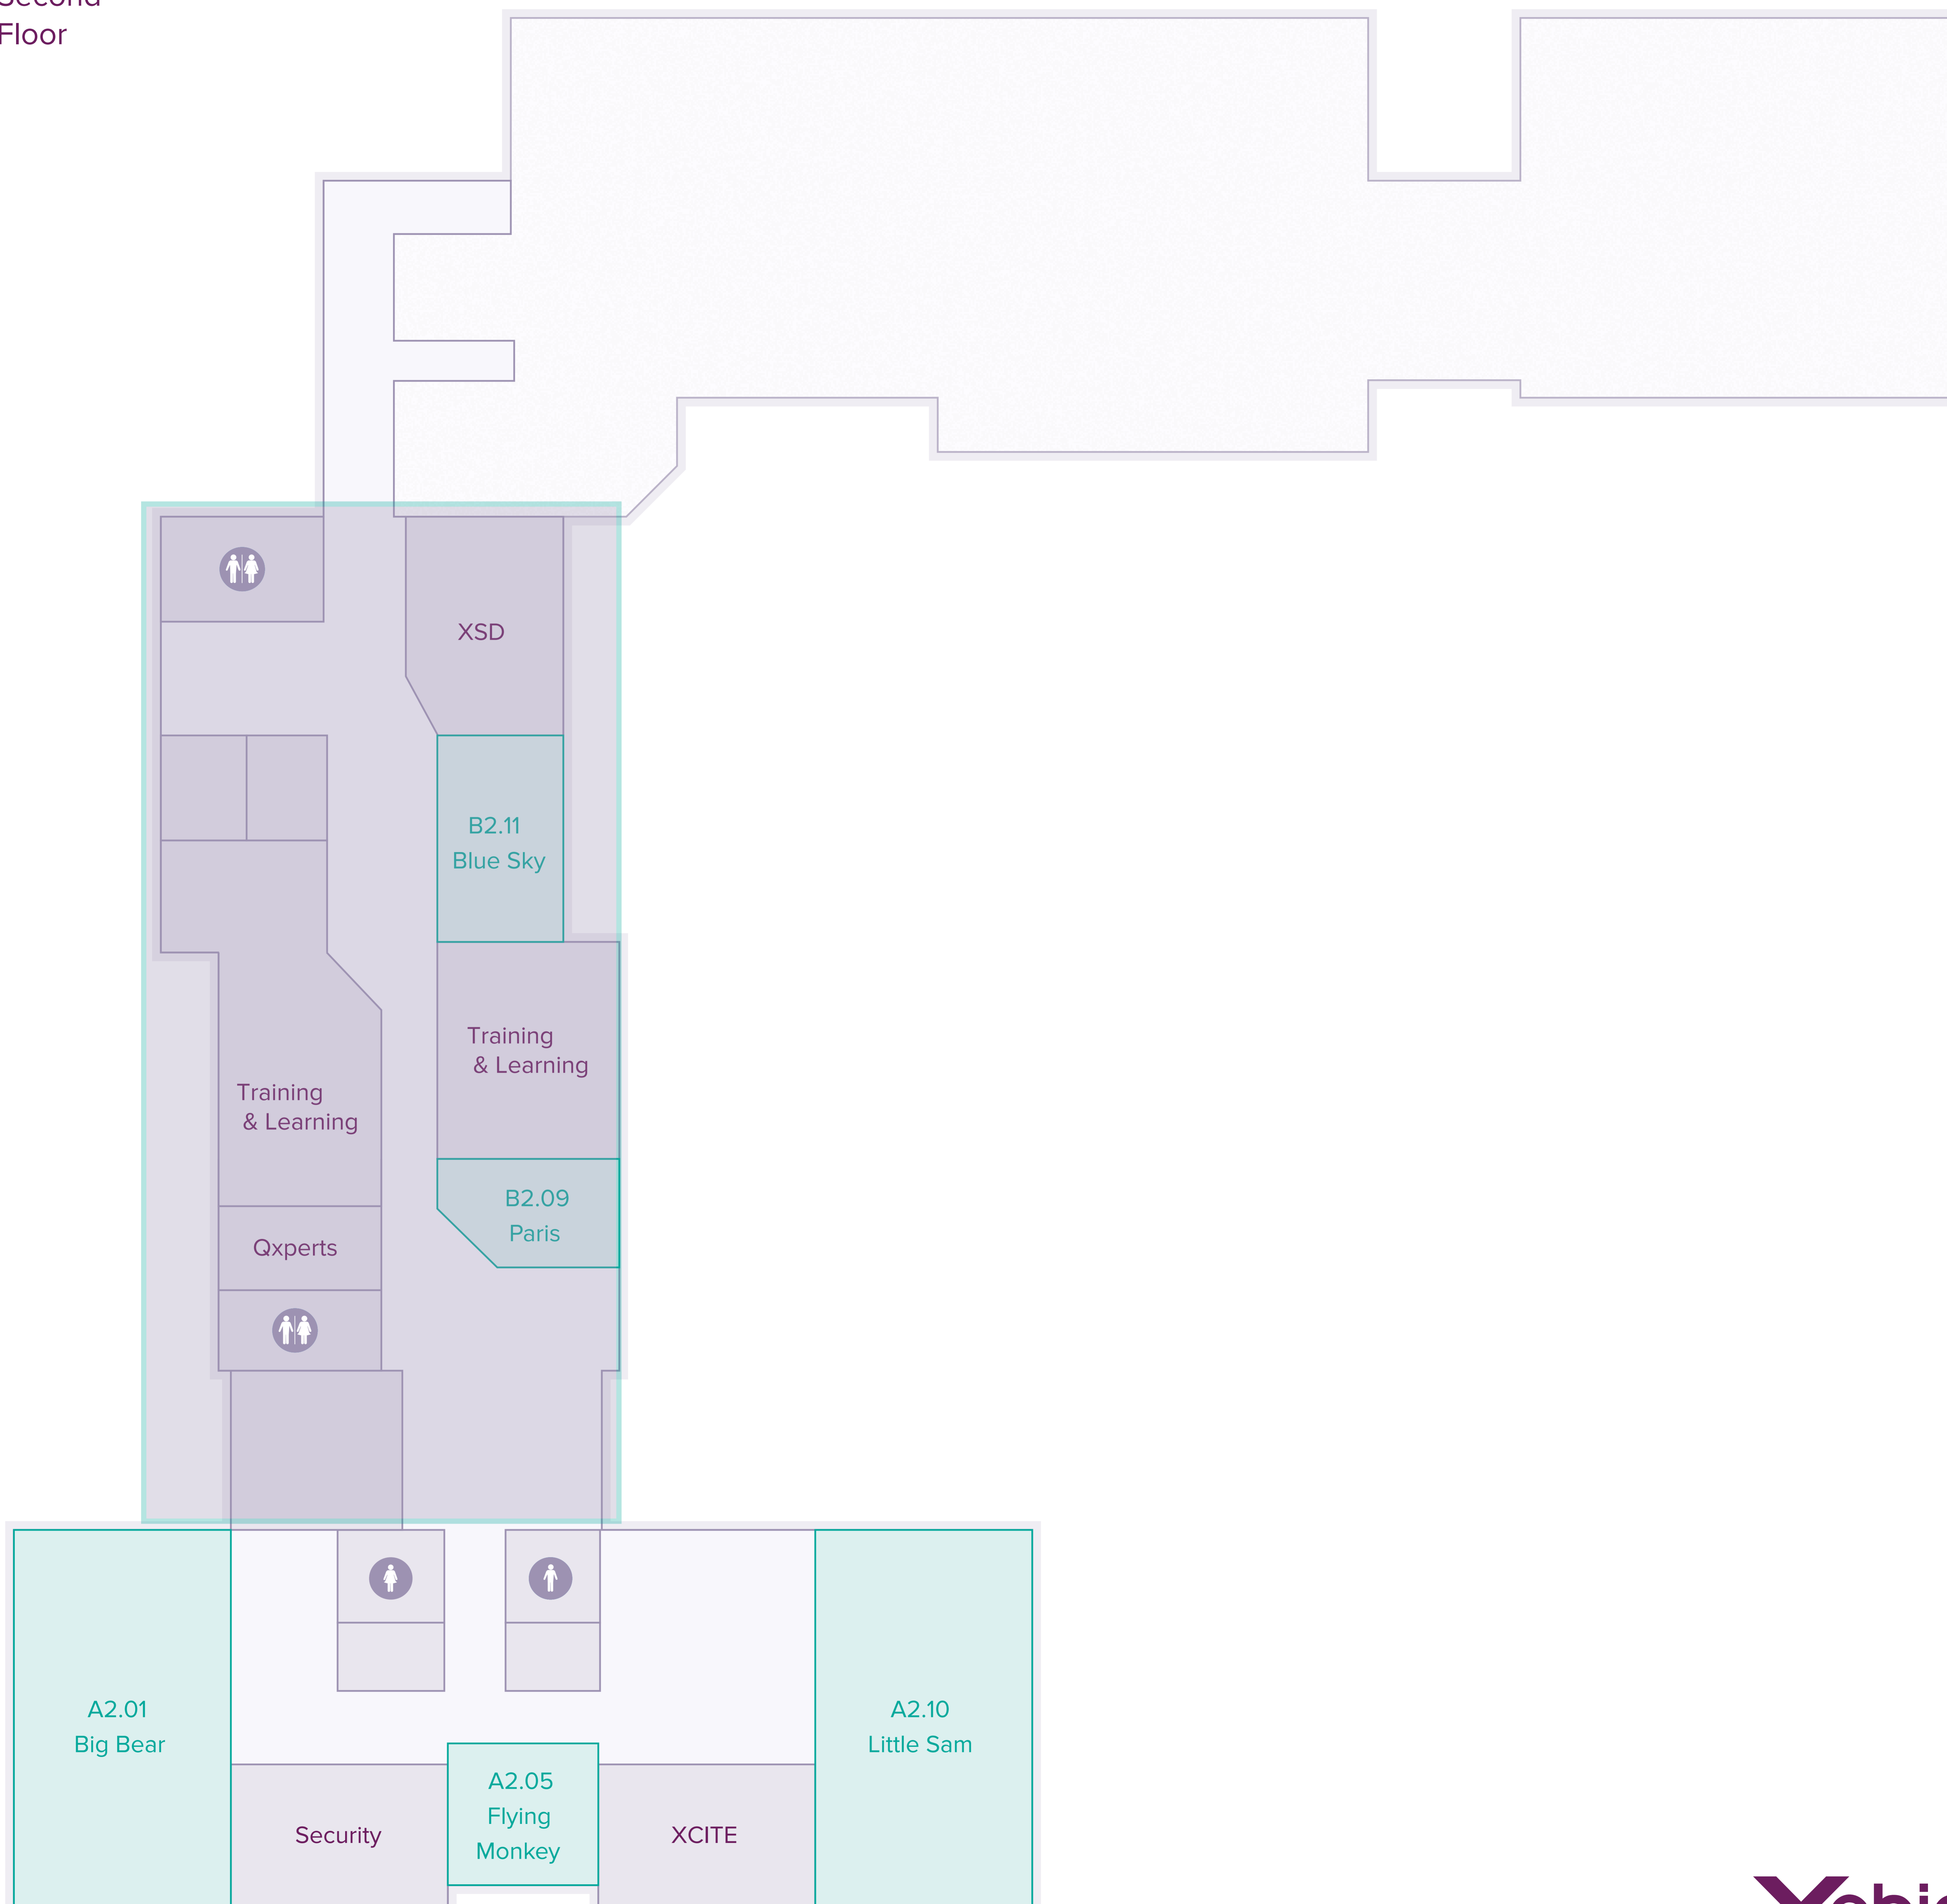 Second
Floor
XSD
B2.11
Blue Sky
Training
& Learning
Training
& Learning
B2.09
Paris
Qxperts
A2.01
Big Bear
A2.10
Little Sam
A2.05
Flying
Monkey
Security
XCITE